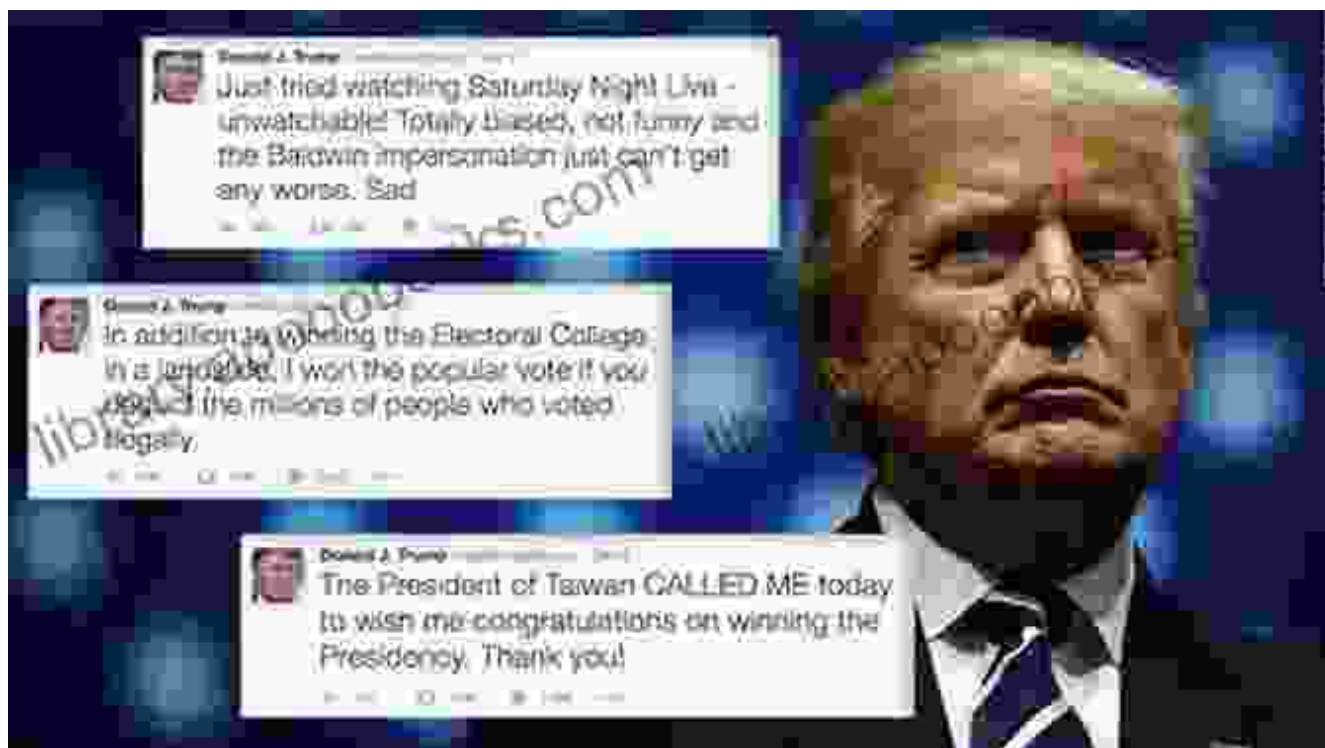 Donald J. Trump
Just tried watching Saturday Night Live -
unwatchable! Totally biased, not funny and
the Baldwin impersonation just can't get
any worse. Sad
Donald J. Trump
In addition to winning the Electoral College
in a landslide, I won the popular vote if you
deduct the millions of people who voted
illegally.
Donald J. Trump
The President of Taiwan CALLED ME today
to wish me congratulations on winning the
Presidency. Thank you!